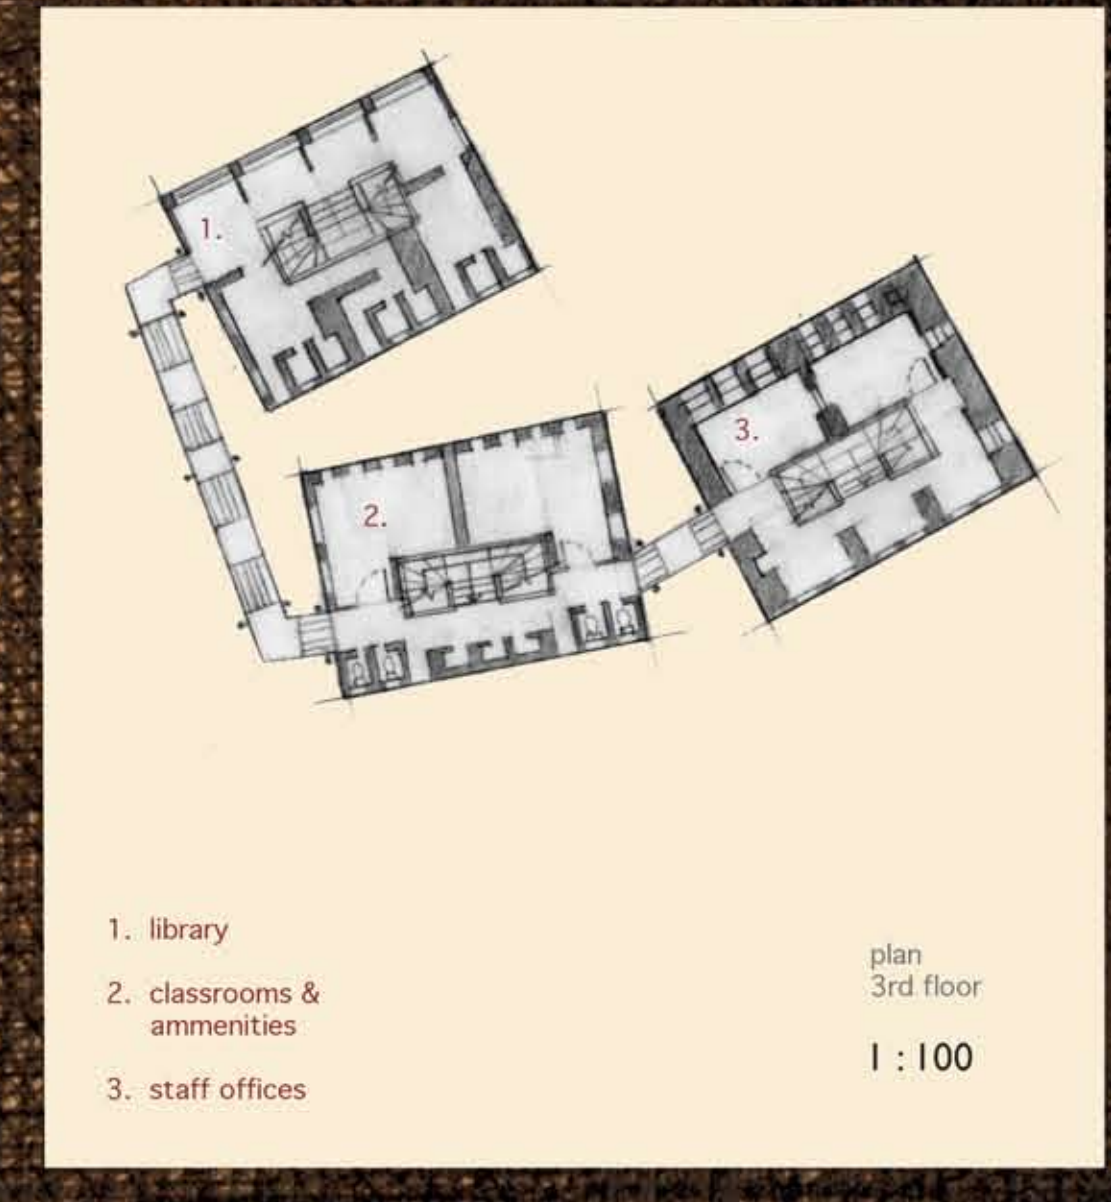 1.
2.
3.
1. library
2. classrooms &
ammenities
3. staff offices
plan
3rd floor
1 : 100